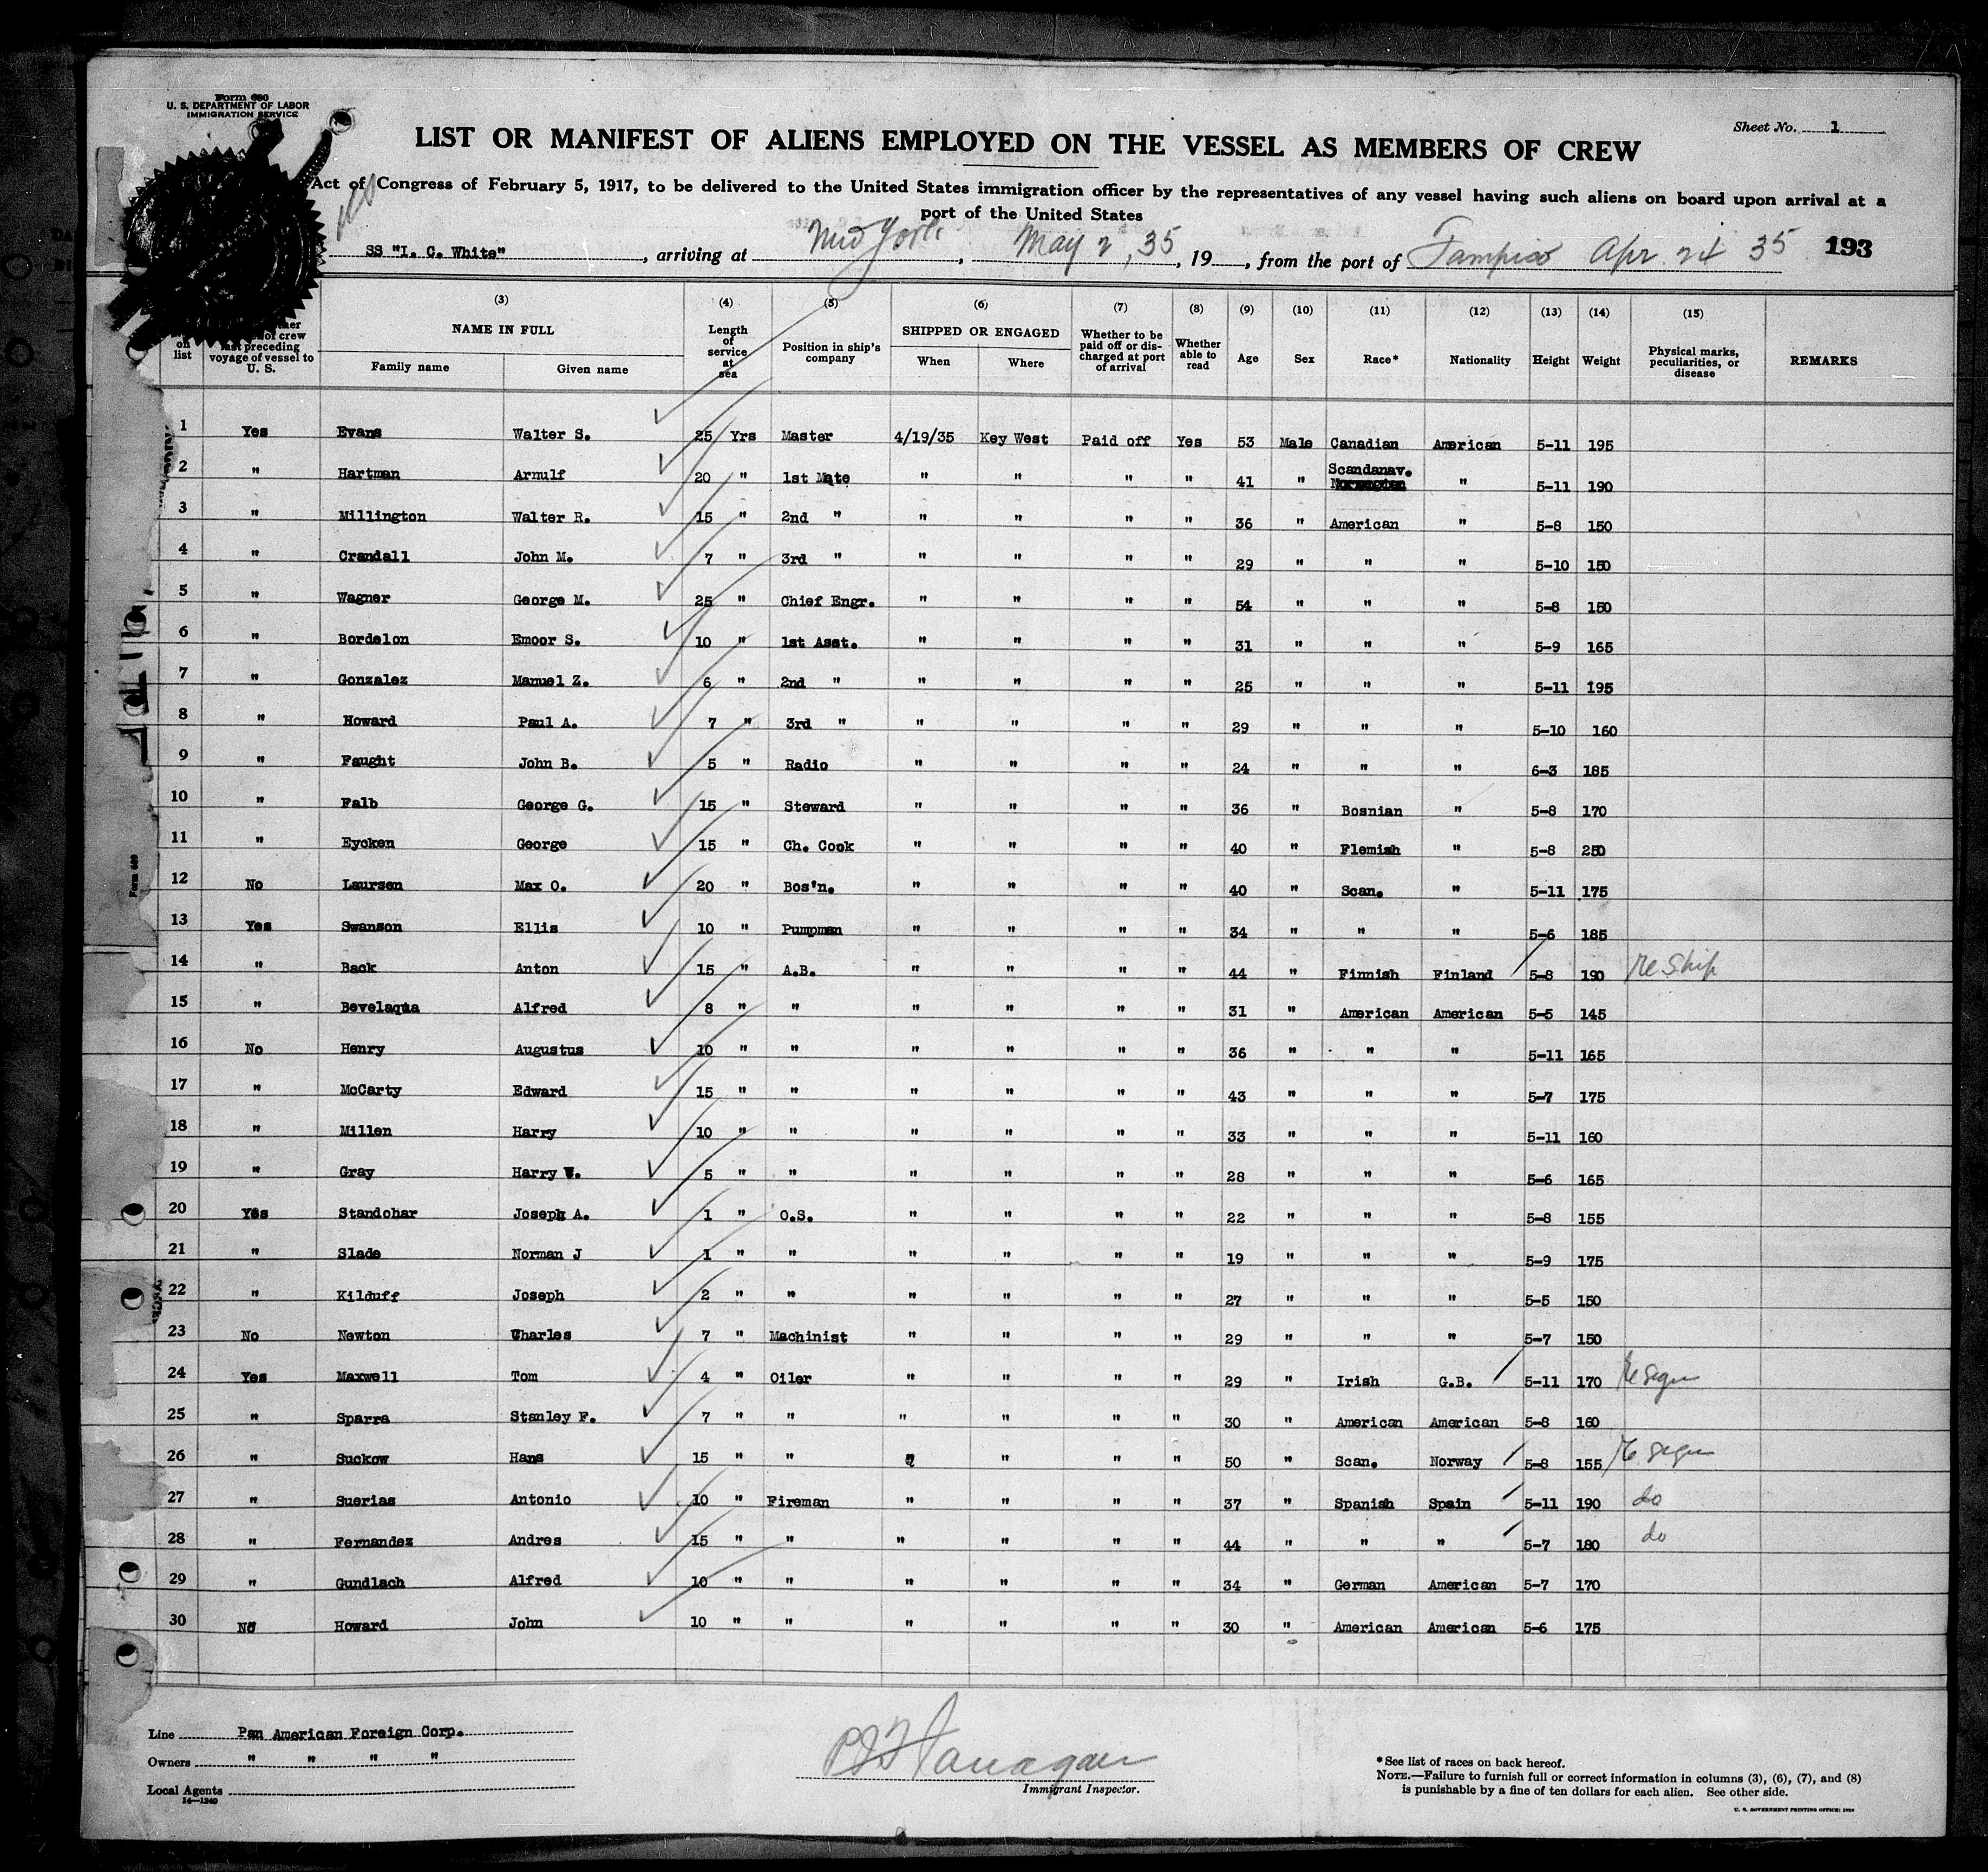 Form 680
U. S. DEPARTMENT OF LABOR
IMMIGRATION SERVICE
Sheet No. 1
LIST OR MANIFEST OF ALIENS EMPLOYED ON THE VESSEL AS MEMBERS OF CREW
Act of Congress of February 5, 1917, to be delivered to the United States immigration officer by the representatives of any vessel having such aliens on board upon arrival at a
port of the United States
SS "I. C. White", arriving at New York, May 2, 35, 19, from the port of Tampico Apr. 24 35 193
on list | of crew last preceding voyage of vessel to U. S. | (3) NAME IN FULL Family name Given name | (4) Length of service at sea | (5) Position in ship's company | (6) SHIPPED OR ENGAGED When Where | (7) Whether to be paid off or discharged at port of arrival | (8) Whether able to read | (9) Age | (10) Sex | (11) Race* | (12) Nationality | (13) Height | (14) Weight | (15) Physical marks, peculiarities, or disease | REMARKS
1 Yes Evans Walter S. 25 Yrs Master 4/19/35 Key West Paid off Yes 53 Male Canadian American 5-11 195
2 " Hartman Arnulf 20 " 1st Mate " " " " 41 " Scandanav. " 5-11 190
3 " Millington Walter R. 15 " 2nd " " " " " 36 " American " 5-8 150
4 " Crandall John M. 7 " 3rd " " " " " 29 " " " 5-10 150
5 " Wagner George M. 25 " Chief Engr. " " " " 54 " " " 5-8 150
6 " Bordelon Emoor S. 10 " 1st Asst. " " " " 31 " " " 5-9 165
7 " Gonzalez Manuel Z. 6 " 2nd " " " " " 25 " " " 5-11 195
8 " Howard Paul A. 7 " 3rd " " " " " 29 " " " 5-10 160
9 " Faught John B. 5 " Radio " " " " 24 " " " 6-3 185
10 " Falb George G. 15 " Steward " " " " 36 " Bosnian " 5-8 170
11 " Eycken George 15 " Ch. Cook " " " " 40 " Flemish " 5-8 250
12 No Laursen Max O. 20 " Bos'n. " " " " 40 " Scan. " 5-11 175
13 Yes Swanson Ellis 10 " Pumpman " " " " 34 " " " 5-6 185
14 " Back Anton 15 " A.B. " " " " 44 " Finnish Finland 5-8 190 Re Ship
15 " Bevelaqua Alfred 8 " " " " " " 31 " American American 5-5 145
16 No Henry Augustus 10 " " " " " " 36 " " " 5-11 165
17 " McCarty Edward 15 " " " " " " 43 " " " 5-7 175
18 " Millen Harry 10 " " " " " " 33 " " " 5-11 160
19 " Gray Harry W. 5 " " " " " " 28 " " " 5-6 165
20 Yes Standohar Joseph A. 1 " O.S. " " " " 22 " " " 5-8 155
21 " Slade Norman J 1 " " " " " " 19 " " " 5-9 175
22 " Kilduff Joseph 2 " " " " " " 27 " " " 5-5 150
23 No Newton Charles 7 " Machinist " " " " 29 " " " 5-7 150
24 Yes Maxwell Tom 4 " Oiler " " " " 29 " Irish G.B. 5-11 170 Re sign
25 " Sparra Stanley F. 7 " " " " " " 30 " American American 5-8 160
26 " Suckow Hans 15 " " " " " " 50 " Scan. Norway 5-8 155 Re sign
27 " Suerias Antonio 10 " Fireman " " " " 37 " Spanish Spain 5-11 190 do
28 " Fernandez Andres 15 " " " " " " 44 " " " 5-7 180 do
29 " Gundlach Alfred 10 " " " " " " 34 " German American 5-7 170
30 No Howard John 10 " " " " " " 30 " American American 5-6 175
Form 689
Line Pan American Foreign Corp.
Owners " " " "
Local Agents
14—1240
P J Flanagan
Immigrant Inspector.
*See list of races on back hereof.
NOTE.—Failure to furnish full or correct information in columns (3), (6), (7), and (8)
is punishable by a fine of ten dollars for each alien. See other side.
U. S. GOVERNMENT PRINTING OFFICE: 1929